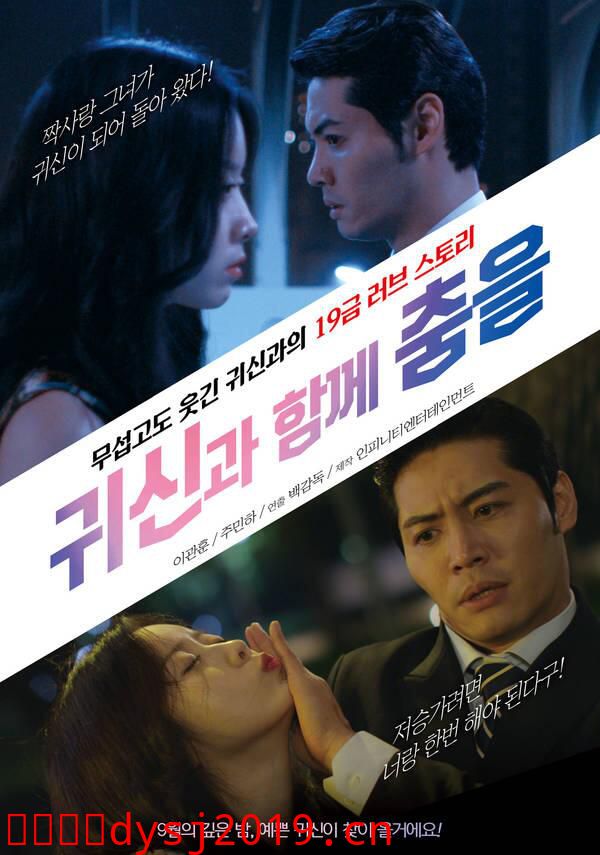 짝사랑 그녀가
귀신이 되어 돌아 왔다!
무섭고도 웃긴 귀신과의 19금 러브 스토리
귀신과 함께 춤을
이관훈 / 주민하 / 연출 백감독 / 제작 인피니티엔터테인먼트
저승가려면
너랑 한번 해야 된다구!
9월의 깊은 밤, 예쁜 귀신이 찾아 올거에요!
dysj2019.cn